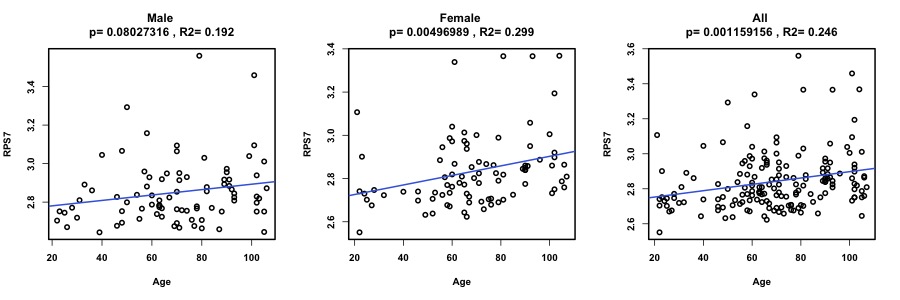 Male
p= 0.08027316 , R2= 0.192
RPS7
3.4
3.2
3.0
2.8
20 40 60 80 100
Age
Female
p= 0.00496989 , R2= 0.299
RPS7
3.4
3.2
3.0
2.8
2.6
20 40 60 80 100
Age
All
p= 0.001159156 , R2= 0.246
RPS7
3.6
3.4
3.2
3.0
2.8
2.6
20 40 60 80 100
Age